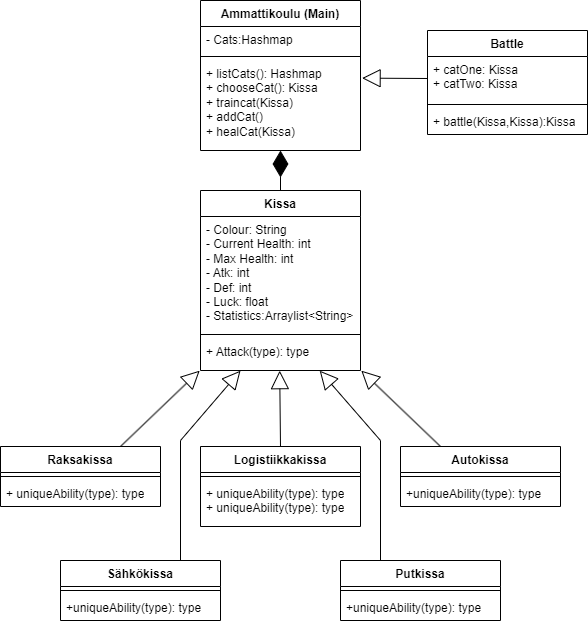 Ammattikoulu (Main)
- Cats:Hashmap
+ listCats(): Hashmap
+ chooseCat(): Kissa
+ traincat(Kissa)
+ addCat()
+ healCat(Kissa)
Battle
+ catOne: Kissa
+ catTwo: Kissa
+ battle(Kissa,Kissa):Kissa
Kissa
- Colour: String
- Current Health: int
- Max Health: int
- Atk: int
- Def: int
- Luck: float
- Statistics:Arraylist<String>
+ Attack(type): type
Raksakissa
+ uniqueAbility(type): type
Logistiikkakissa
+ uniqueAbility(type): type
+ uniqueAbility(type): type
Autokissa
+uniqueAbility(type): type
Sähkökissa
+uniqueAbility(type): type
Putkissa
+uniqueAbility(type): type